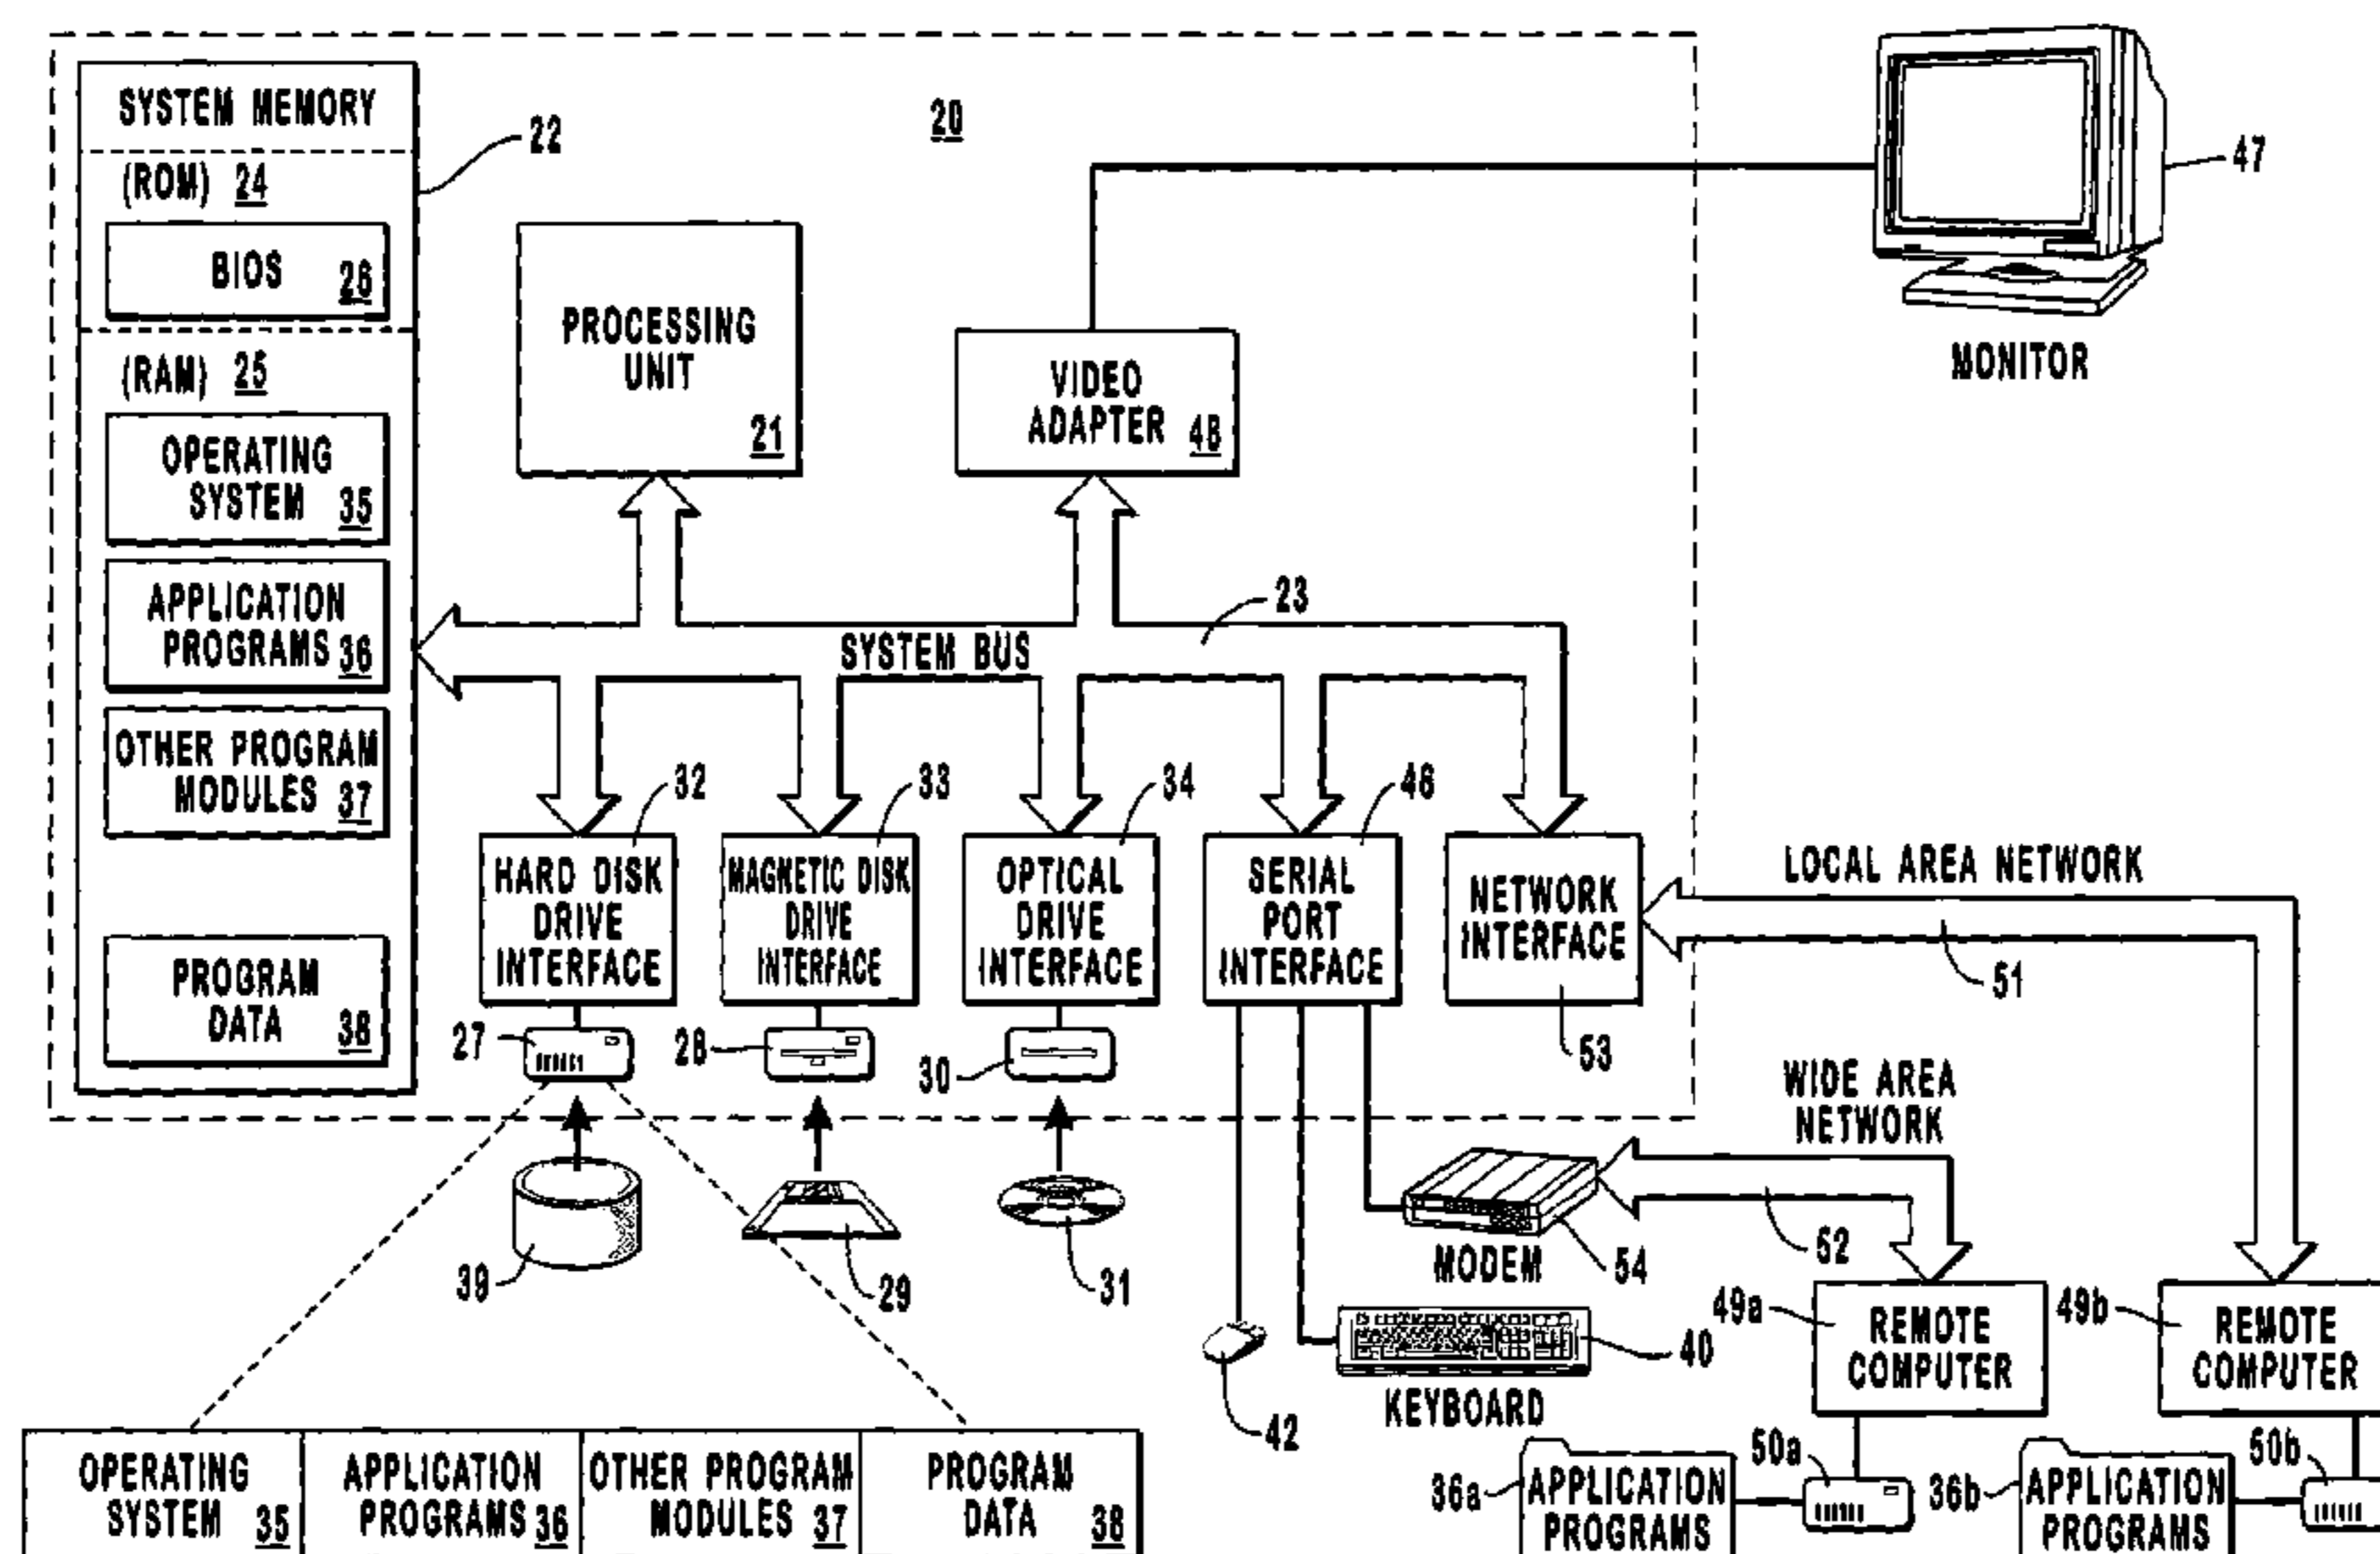 SYSTEM MEMORY
(ROM) 24
BIOS 26
(RAM) 25
OPERATING
SYSTEM 35
APPLICATION
PROGRAMS 36
OTHER PROGRAM
MODULES 37
PROGRAM
DATA 38
22
20
PROCESSING
UNIT
21
VIDEO
ADAPTER 48
47
MONITOR
23
SYSTEM BUS
32
HARD DISK
DRIVE
INTERFACE
33
MAGNETIC DISK
DRIVE
INTERFACE
34
OPTICAL
DRIVE
INTERFACE
46
SERIAL
PORT
INTERFACE
NETWORK
INTERFACE
53
LOCAL AREA NETWORK
51
27
28
30
WIDE AREA
NETWORK
52
39
29
31
MODEM
54
42
40
KEYBOARD
49a
REMOTE
COMPUTER
49b
REMOTE
COMPUTER
OPERATING
SYSTEM 35
APPLICATION
PROGRAMS 36
OTHER PROGRAM
MODULES 37
PROGRAM
DATA 38
36a
APPLICATION
PROGRAMS
50a
36b
APPLICATION
PROGRAMS
50b